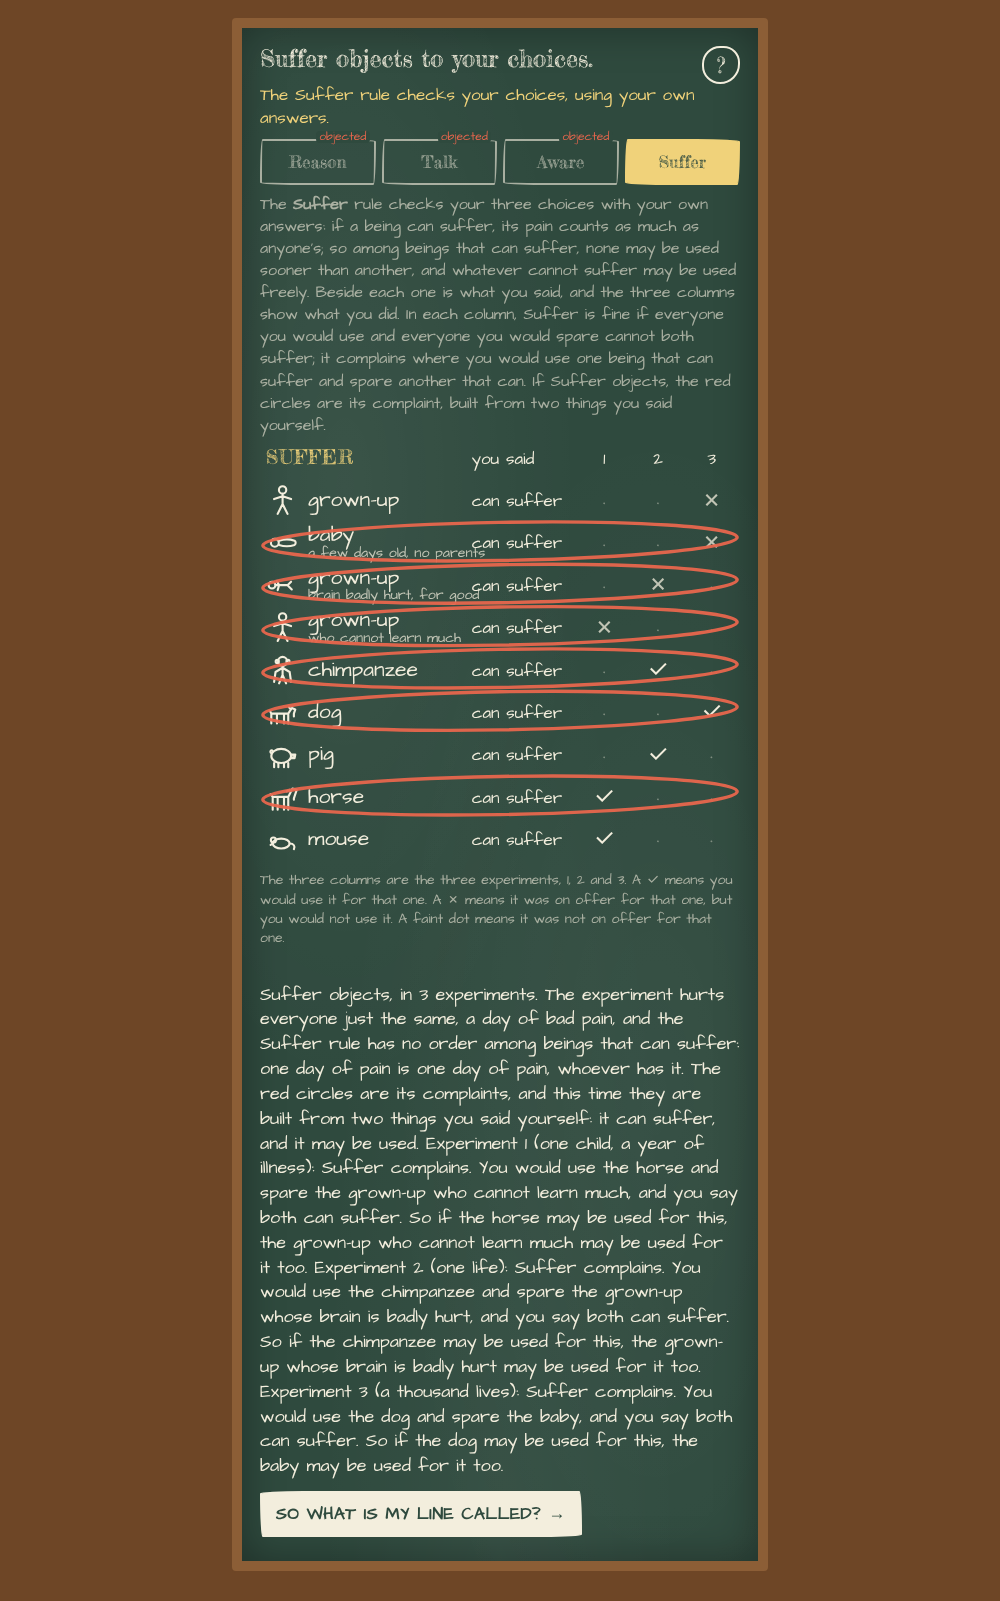 Suffer objects to your choices.
?
The Suffer rule checks your choices, using your own
answers.
objected
objected
objected
Reason
Talk
Aware
Suffer
The Suffer rule checks your three choices with your own
answers: if a being can suffer, its pain counts as much as
anyone's; so among beings that can suffer, none may be used
sooner than another, and whatever cannot suffer may be used
freely. Beside each one is what you said, and the three columns
show what you did. In each column, Suffer is fine if everyone
you would use and everyone you would spare cannot both
suffer; it complains where you would use one being that can
suffer and spare another that can. If Suffer objects, the red
circles are its complaint, built from two things you said
yourself.
SUFFER you said 1 2 3
grown-up can suffer · · ✕
baby
a few days old, no parents can suffer · · ✕
grown-up
brain badly hurt, for good can suffer · ✕ ·
grown-up
who cannot learn much can suffer ✕ · ·
chimpanzee can suffer · ✓ ·
dog can suffer · · ✓
pig can suffer · ✓ ·
horse can suffer ✓ · ·
mouse can suffer ✓ · ·
The three columns are the three experiments, 1, 2 and 3. A ✓ means you
would use it for that one. A ✕ means it was on offer for that one, but
you would not use it. A faint dot means it was not on offer for that
one.
Suffer objects, in 3 experiments. The experiment hurts
everyone just the same, a day of bad pain, and the
Suffer rule has no order among beings that can suffer:
one day of pain is one day of pain, whoever has it. The
red circles are its complaints, and this time they are
built from two things you said yourself: it can suffer,
and it may be used. Experiment 1 (one child, a year of
illness): Suffer complains. You would use the horse and
spare the grown-up who cannot learn much, and you say
both can suffer. So if the horse may be used for this,
the grown-up who cannot learn much may be used for
it too. Experiment 2 (one life): Suffer complains. You
would use the chimpanzee and spare the grown-up
whose brain is badly hurt, and you say both can suffer.
So if the chimpanzee may be used for this, the grown-
up whose brain is badly hurt may be used for it too.
Experiment 3 (a thousand lives): Suffer complains. You
would use the dog and spare the baby, and you say both
can suffer. So if the dog may be used for this, the
baby may be used for it too.
SO WHAT IS MY LINE CALLED? →